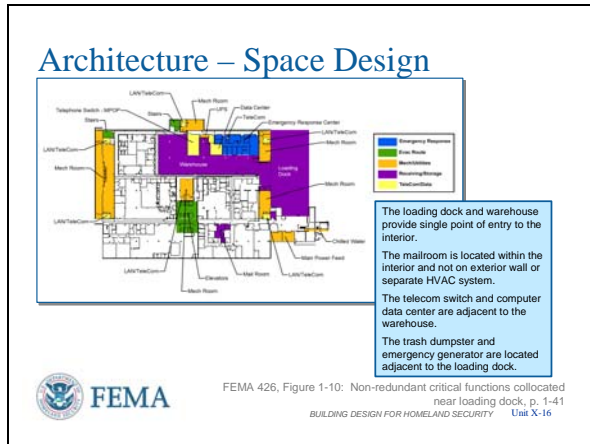 Architecture – Space Design
LAN/TeleCom
Mech Room
Telephone Switch - MPOP
UPS
Data Center
Stairs
TeleCom
Stairs
Emergency Response Center
LAN/TeleCom
LAN/TeleCom
Mech Room
Mech Room
Warehouse
Loading
Dock
Mech Room
LAN/TeleCom
Chilled Water
Main Power Feed
LAN/TeleCom
Elevators
Mail Room
LAN/TeleCom
Mech Room
Emergency Response
Evac Route
Mech/Utilities
Receiving/Storage
TeleCom/Data
The loading dock and warehouse
provide single point of entry to the
interior.
The mailroom is located within the
interior and not on exterior wall or
separate HVAC system.
The telecom switch and computer
data center are adjacent to the
warehouse.
The trash dumpster and
emergency generator are located
adjacent to the loading dock.
FEMA
FEMA 426, Figure 1-10: Non-redundant critical functions collocated
near loading dock, p. 1-41
BUILDING DESIGN FOR HOMELAND SECURITY Unit X-16